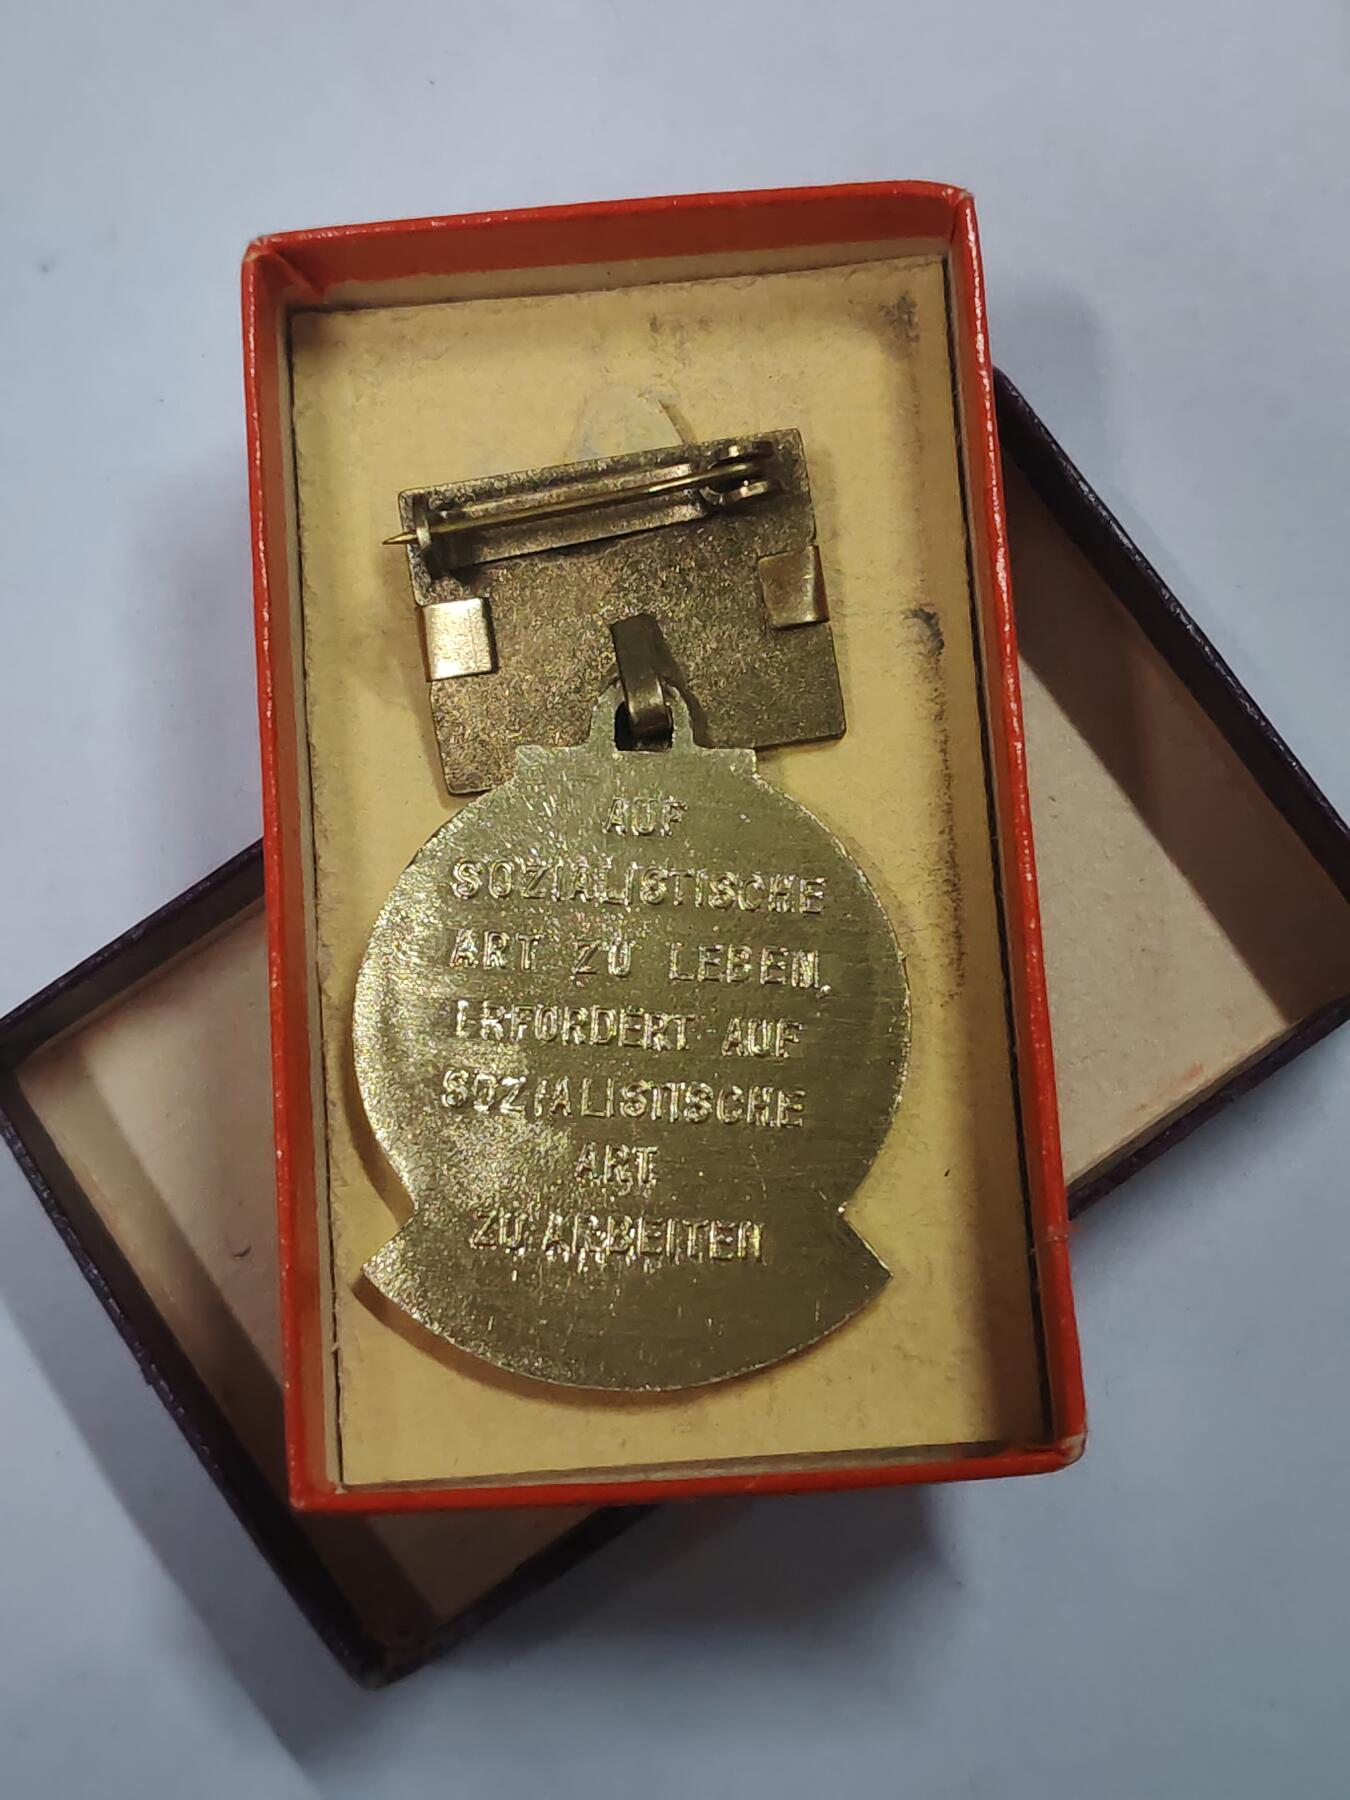 AUF
SOZIALISTISCHE
ART ZU LEBEN,
ERFORDERT AUF
SOZIALISTISCHE
ART
ZU ARBEITEN